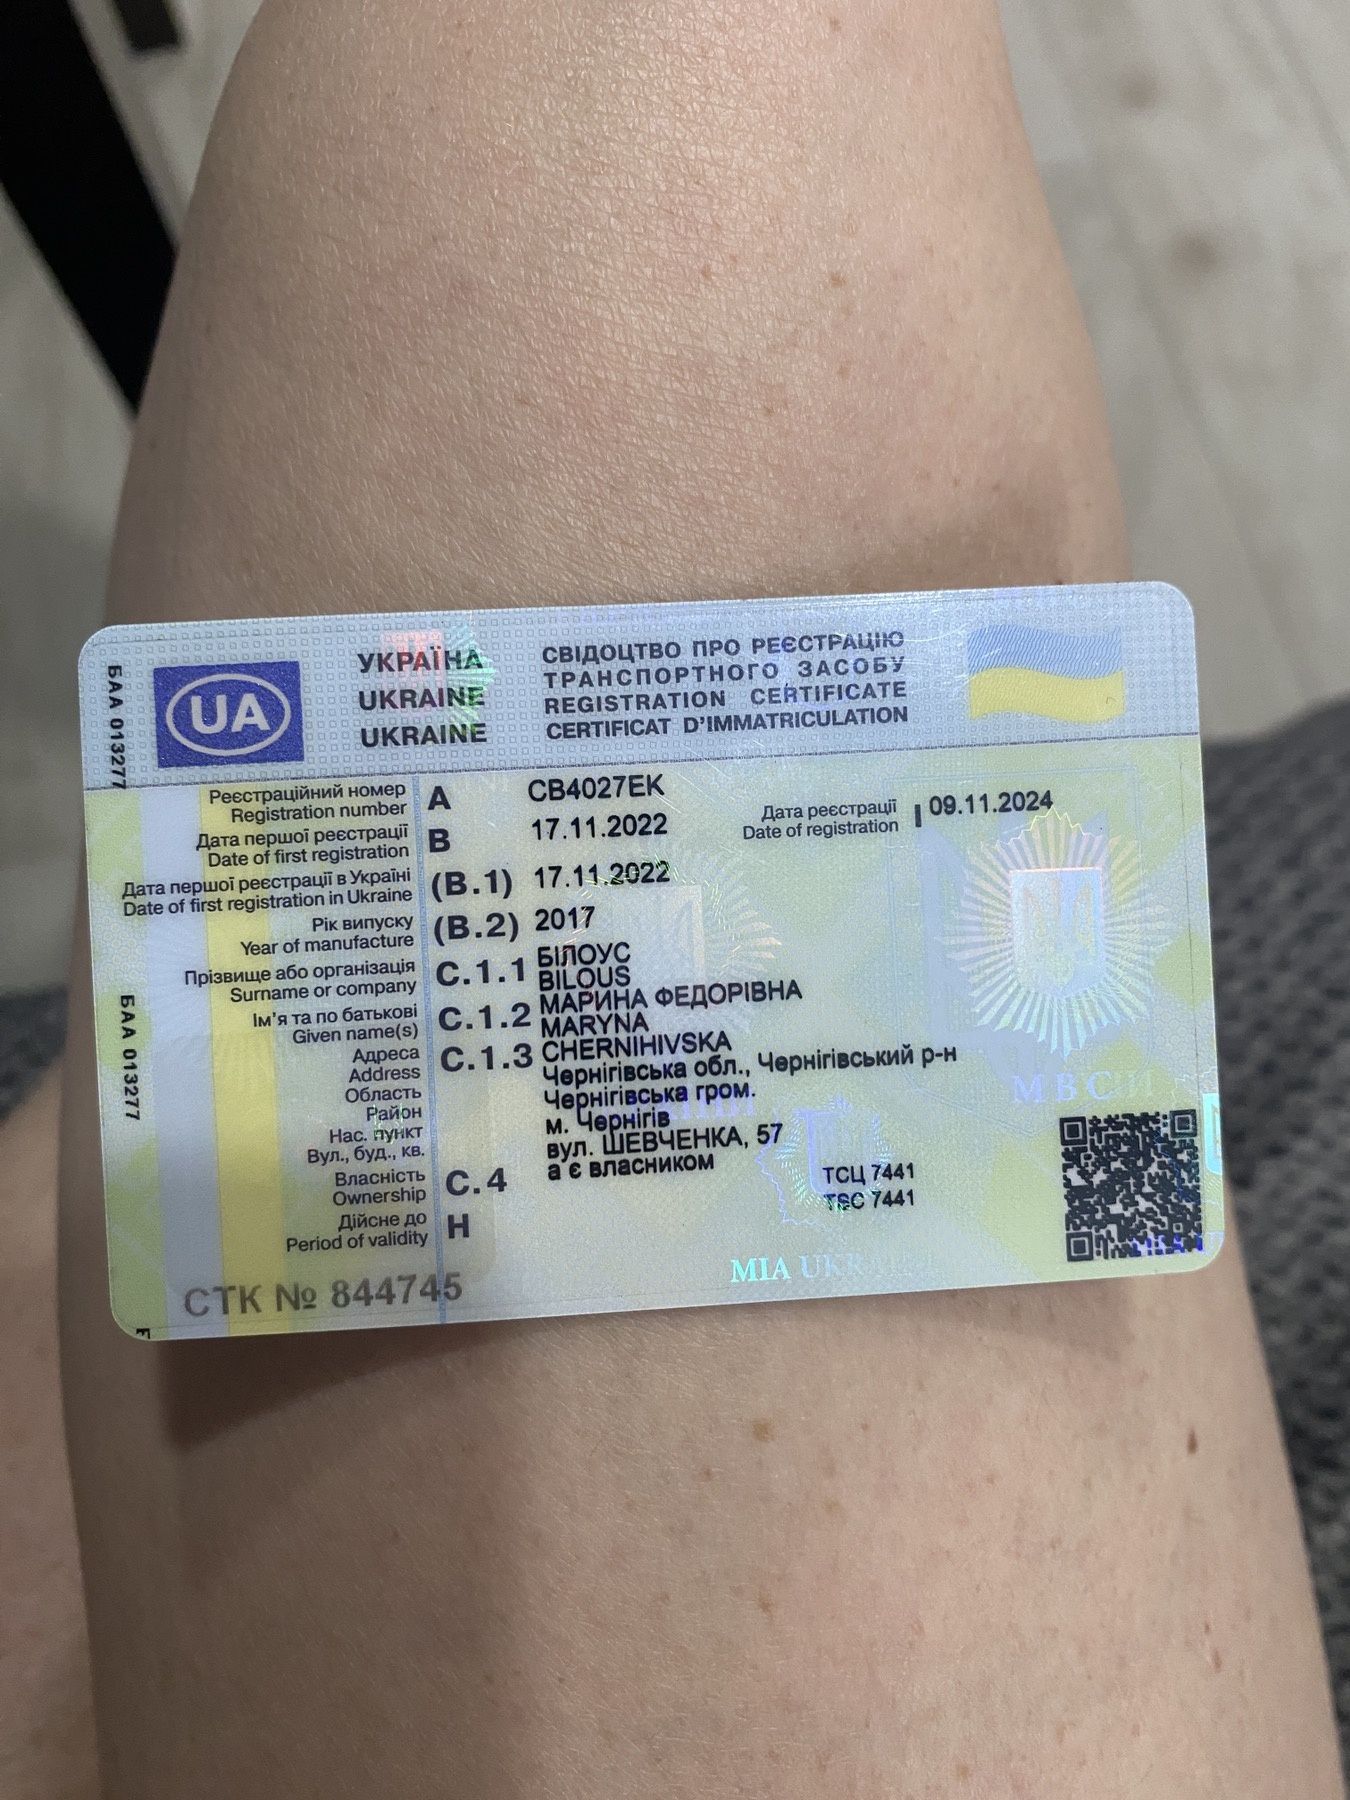 UA
УКРАЇНА
UKRAINE
UKRAINE
СВІДОЦТВО ПРО РЕЄСТРАЦІЮ
ТРАНСПОРТНОГО ЗАСОБУ
REGISTRATION CERTIFICATE
CERTIFICAT D'IMMATRICULATION
БАА 013277
БАА 013277
Реєстраційний номер
Registration number
A CB4027EK
Дата реєстрації
Date of registration
I 09.11.2024
Дата першої реєстрації
Date of first registration
B 17.11.2022
Дата першої реєстрації в Україні
Date of first registration in Ukraine
(B.1) 17.11.2022
Рік випуску
Year of manufacture
(B.2) 2017
Прізвище або організація
Surname or company
C.1.1 БІЛОУС
BILOUS
Ім'я та по батькові
Given name(s)
C.1.2 МАРИНА ФЕДОРІВНА
MARYNA
Адреса
Address
Область
Район
Нас. пункт
Вул., буд., кв.
C.1.3 CHERNIHIVSKA
Чернігівська обл., Чернігівський р-н
Чернігівська гром.
м. Чернігів
вул. ШЕВЧЕНКА, 57
Власність
Ownership
C.4 а є власником
ТСЦ 7441
TSC 7441
Дійсне до
Period of validity
H
СТК № 844745
МВС
MIA UKR